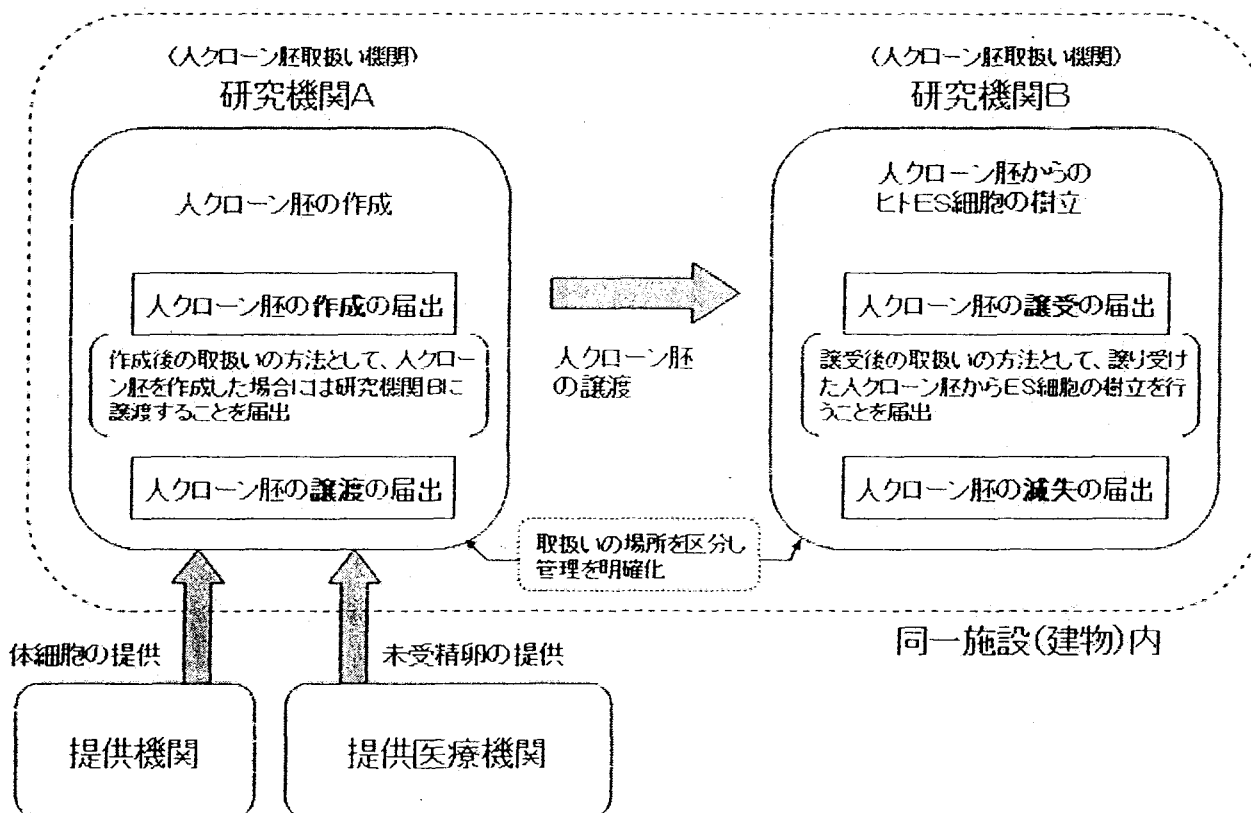 〈人クローン胚取扱い機関〉
研究機関A
人クローン胚の作成
人クローン胚の作成の届出
作成後の取扱いの方法として、人クロー
ン胚を作成した場合には研究機関Bに
譲渡することを届出
人クローン胚の譲渡の届出
人クローン胚
の譲渡
〈人クローン胚取扱い機関〉
研究機関B
人クローン胚からの
ヒトES細胞の樹立
人クローン胚の譲受の届出
譲受後の取扱いの方法として、譲り受け
た人クローン胚からES細胞の樹立を行
うことを届出
人クローン胚の滅失の届出
取扱いの場所を区分し
管理を明確化
同一施設(建物)内
体細胞の提供
未受精卵の提供
提供機関
提供医療機関